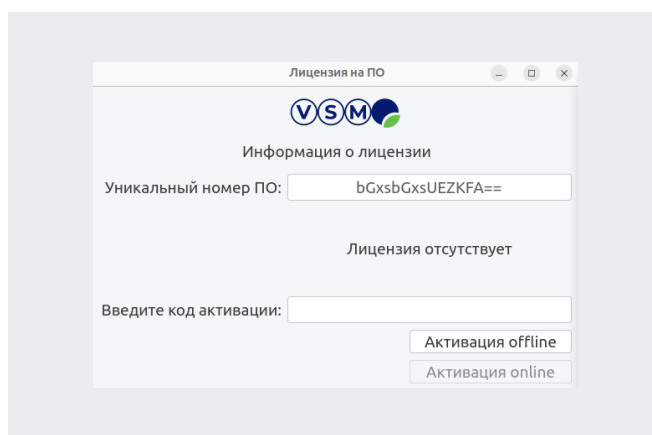 Лицензия на ПО
VSM
Информация о лицензии
Уникальный номер ПО: bGxsbGxsUEZKFA==
Лицензия отсутствует
Введите код активации:
Активация offline
Активация online